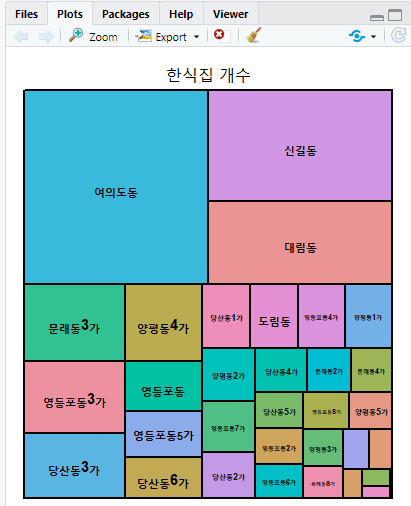 Files Plots Packages Help Viewer
Zoom Export
한식집 개수
여의도동
신길동
대림동
문래동3가 양평동4가 당산동1가 도림동 영등포동4가 양평동1가
영등포동3가 영등포동 양평동2가 당산동4가 문래동2가 문래동4가
영등포동5가 영등포동7가 당산동5가 영등포동8가 양평동5가
영등포동2가 양평동3가
당산동3가 당산동6가 당산동2가 영등포동6가 문래동6가